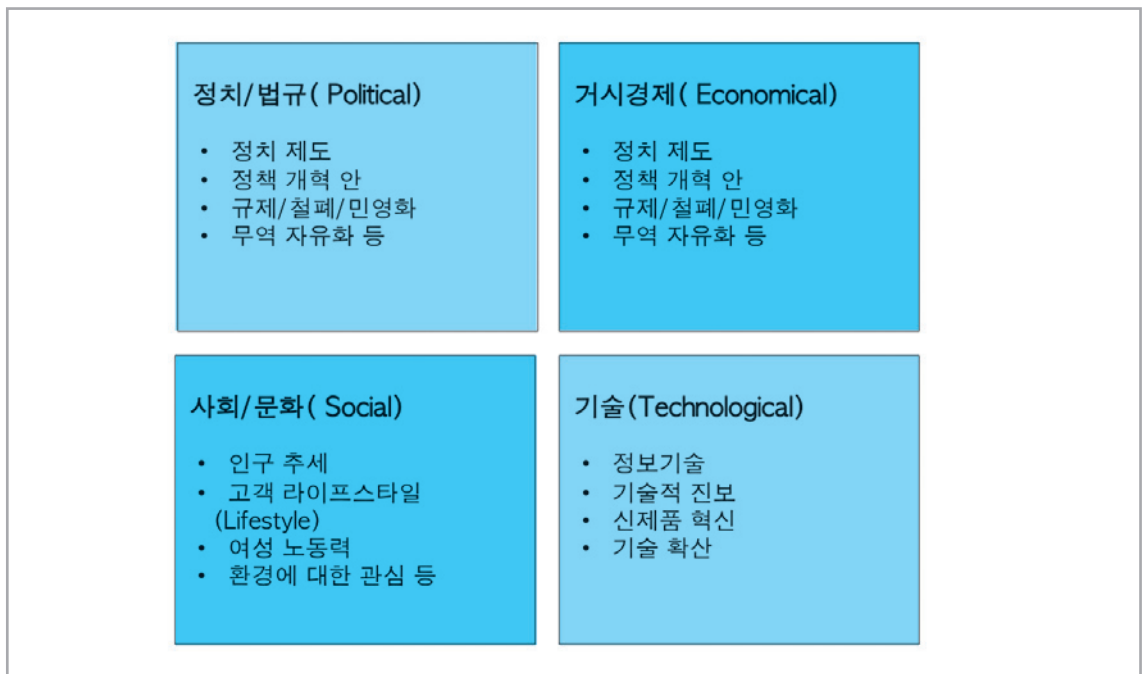 정치/법규( Political)
• 정치 제도
• 정책 개혁 안
• 규제/철폐/민영화
• 무역 자유화 등
거시경제( Economical)
• 정치 제도
• 정책 개혁 안
• 규제/철폐/민영화
• 무역 자유화 등
사회/문화( Social)
• 인구 추세
• 고객 라이프스타일
(Lifestyle)
• 여성 노동력
• 환경에 대한 관심 등
기술(Technological)
• 정보기술
• 기술적 진보
• 신제품 혁신
• 기술 확산